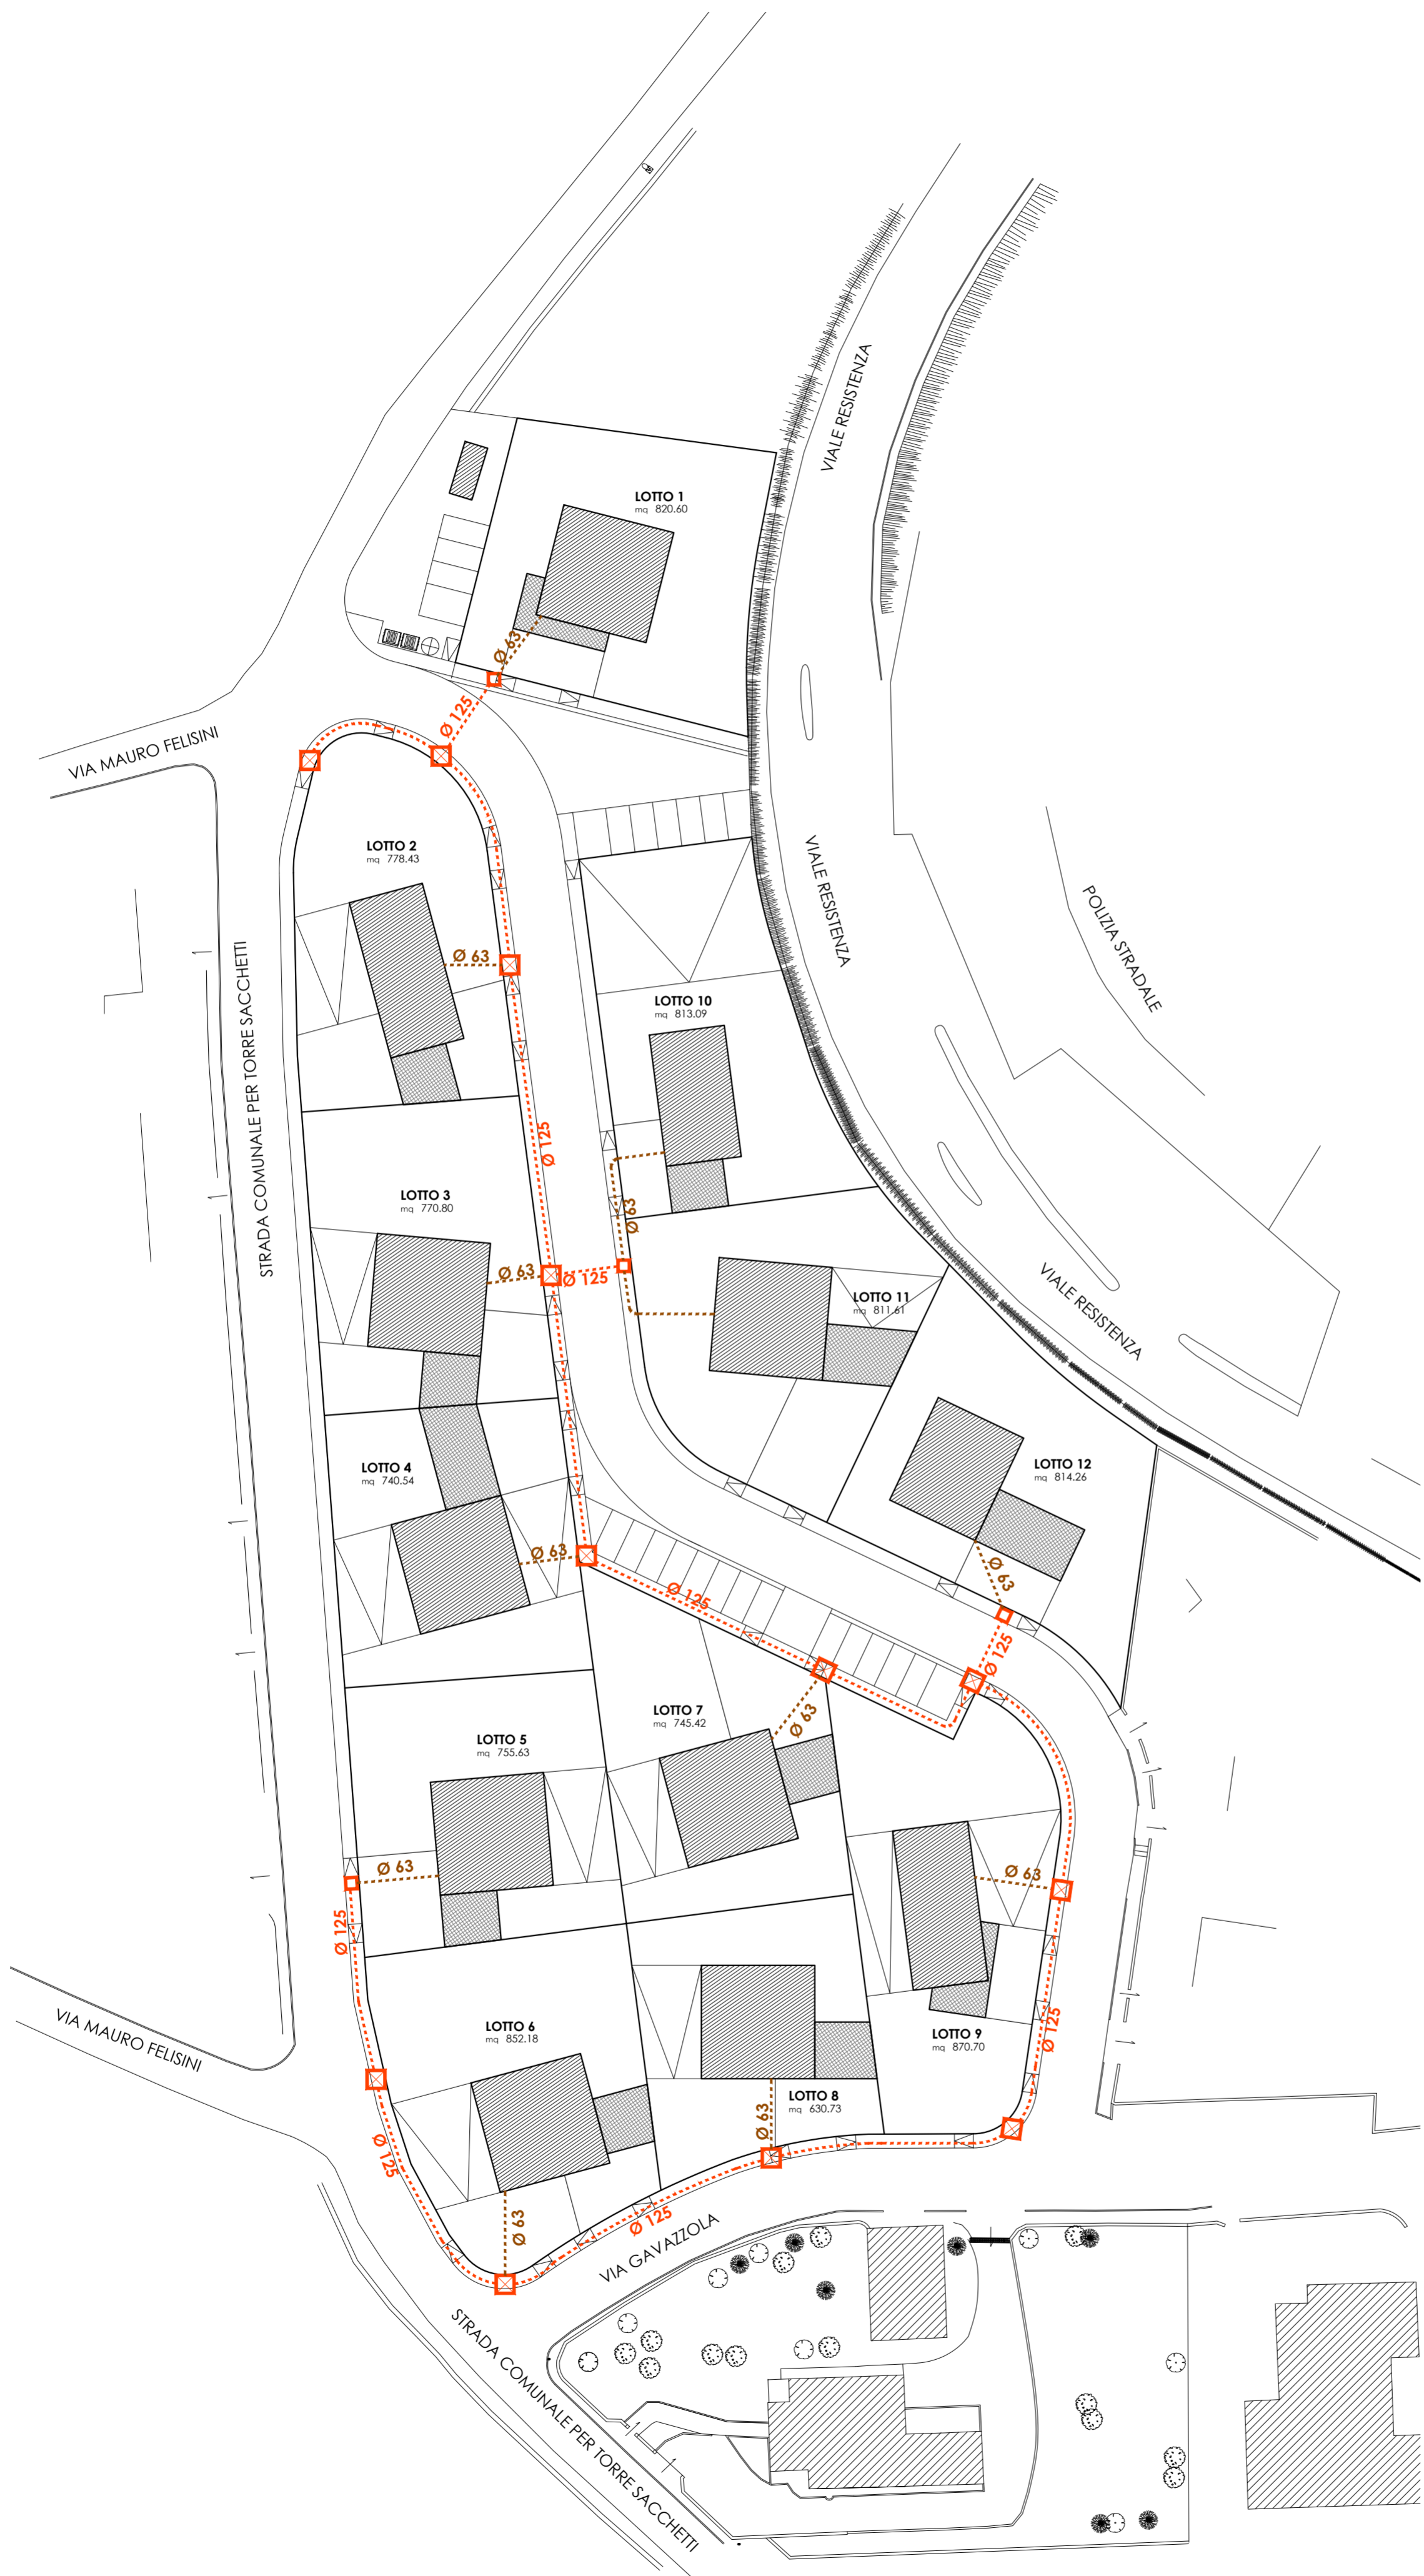 VIALE RESISTENZA
LOTTO 1
mq 820.60
Ø 63
Ø 125
VIA MAURO FELISINI
LOTTO 2
mq 778.43
VIALE RESISTENZA
POLIZIA STRADALE
STRADA COMUNALE PER TORRE SACCHETTI
Ø 63
LOTTO 10
mq 813.09
Ø 125
LOTTO 3
mq 770.80
Ø 63
Ø 63
Ø 125
LOTTO 11
mq 811.61
VIALE RESISTENZA
LOTTO 4
mq 740.54
LOTTO 12
mq 814.26
Ø 63
Ø 63
Ø 125
Ø 125
LOTTO 7
mq 745.42
Ø 63
LOTTO 5
mq 755.63
Ø 63
Ø 63
Ø 125
LOTTO 6
mq 852.18
VIA MAURO FELISINI
LOTTO 9
mq 870.70
Ø 125
LOTTO 8
mq 630.73
Ø 63
Ø 125
Ø 63
Ø 125
VIA GAVAZZOLA
STRADA COMUNALE PER TORRE SACCHETTI